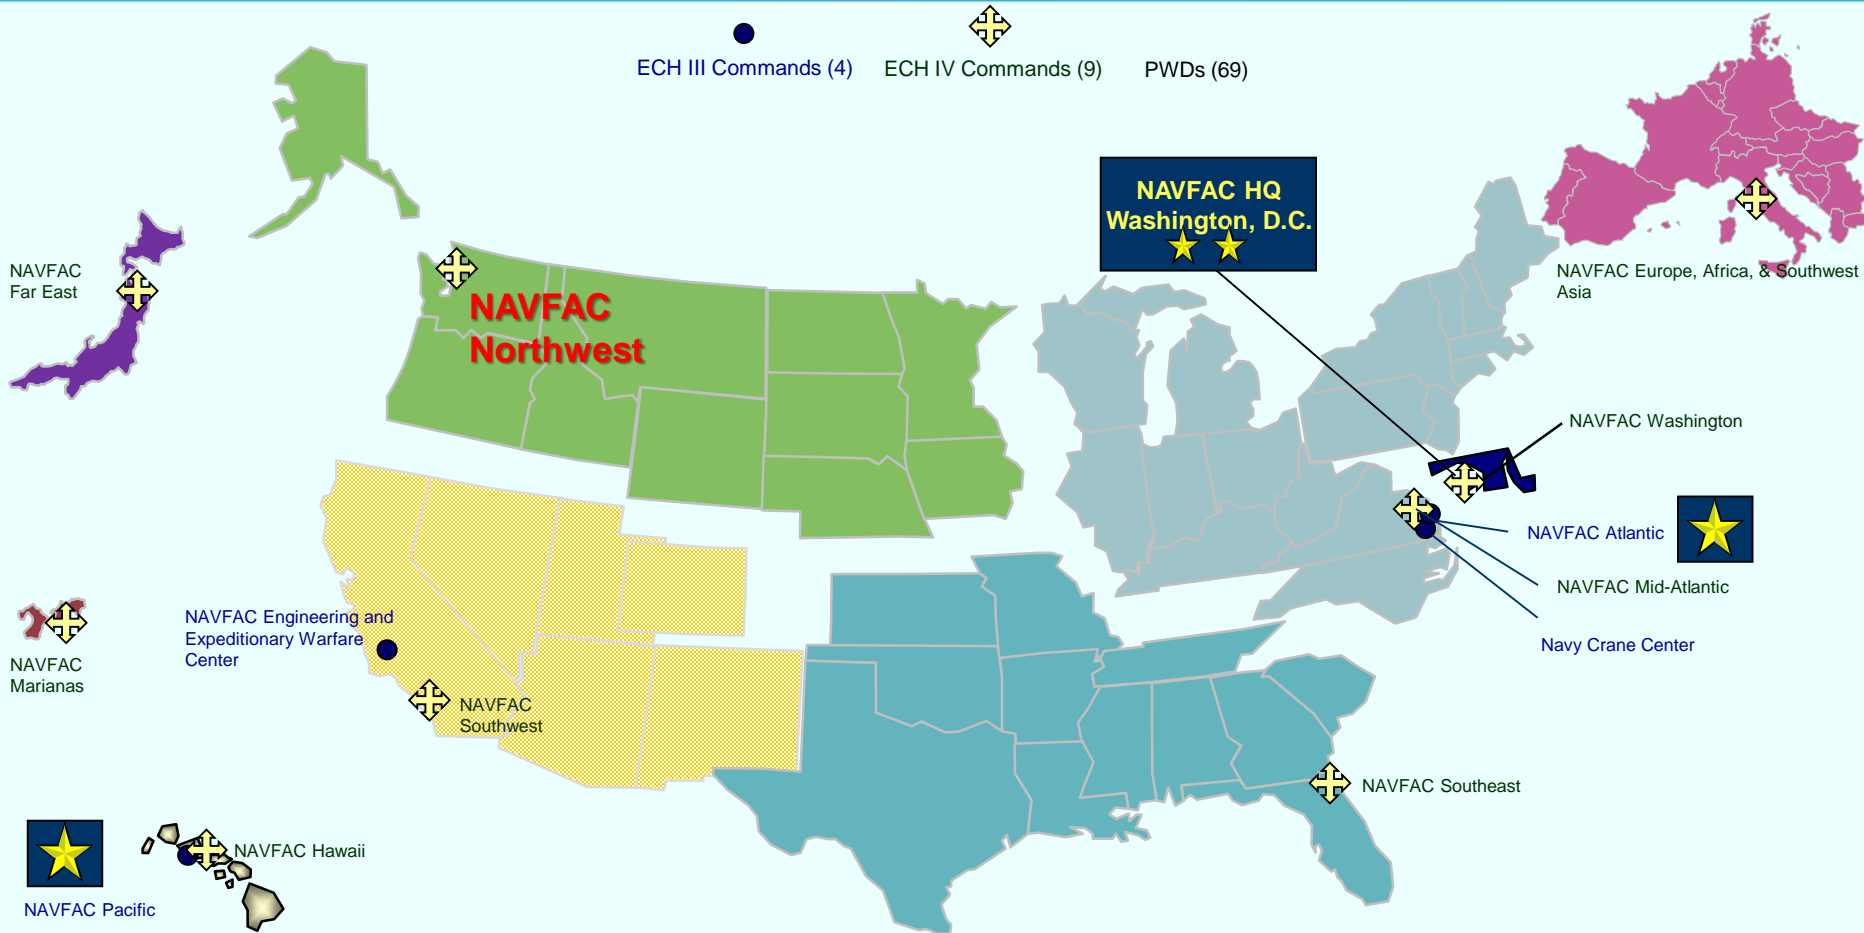 ECH III Commands (4)
ECH IV Commands (9)
PWDs (69)
NAVFAC HQ
Washington, D.C.
NAVFAC
Far East
NAVFAC
Northwest
NAVFAC Europe, Africa, & Southwest
Asia
NAVFAC Washington
NAVFAC Atlantic
NAVFAC Mid-Atlantic
Navy Crane Center
NAVFAC Engineering and
Expeditionary Warfare
Center
NAVFAC
Marianas
NAVFAC
Southwest
NAVFAC Southeast
NAVFAC Hawaii
NAVFAC Pacific